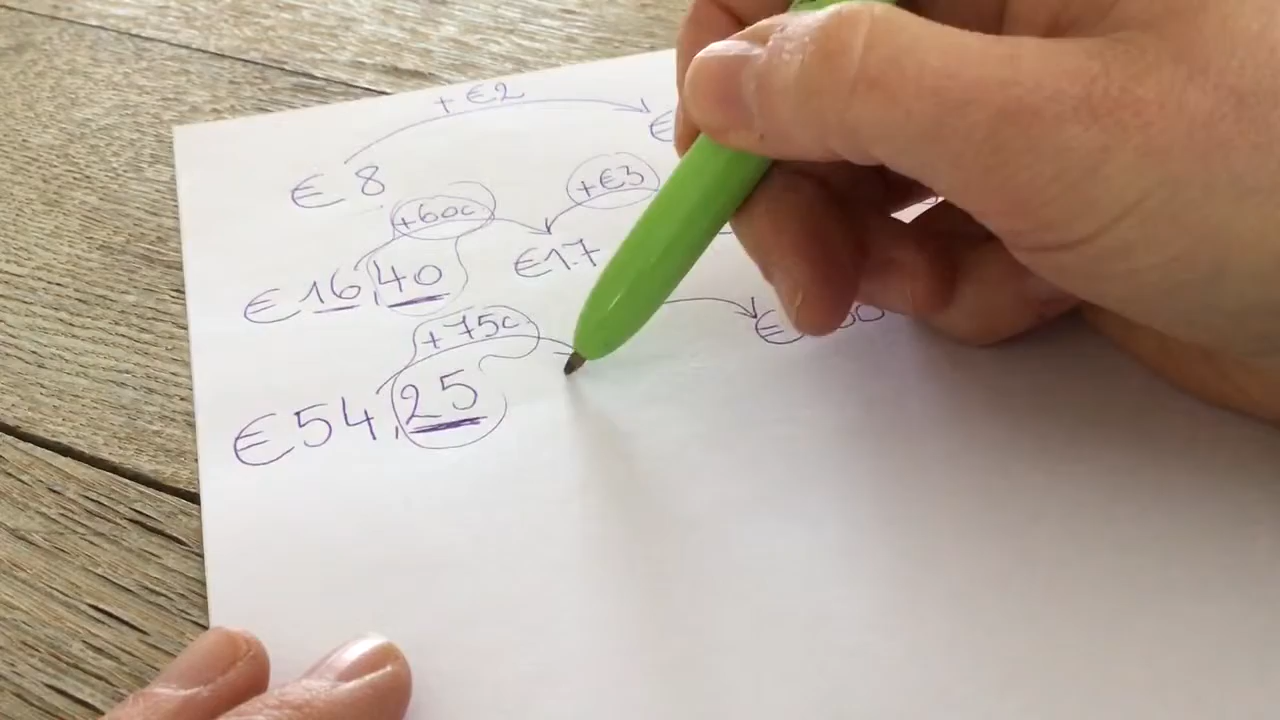 +€2
€8 €
+60c +€3
€16,40 €17
+75c €
€54,25